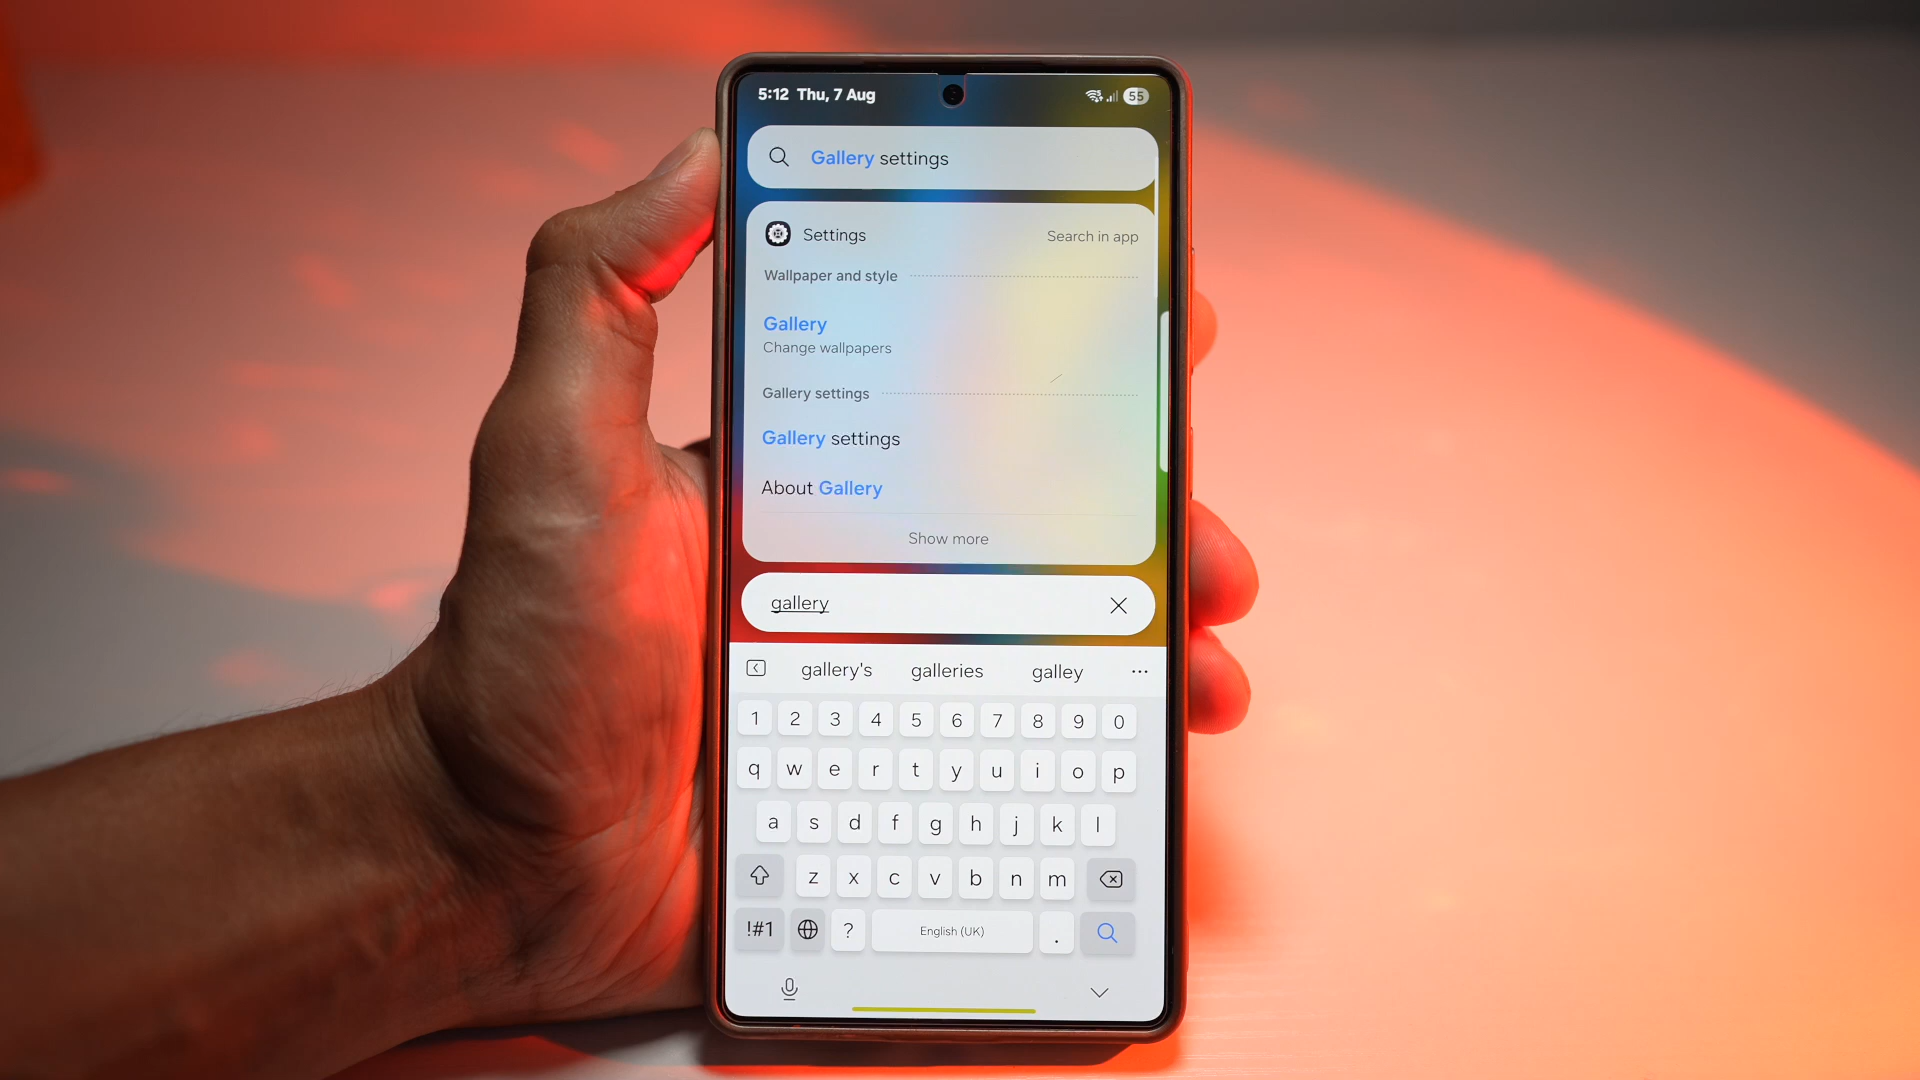 5:12 Thu, 7 Aug 55
Gallery settings
Settings Search in app
Wallpaper and style
Gallery
Change wallpapers
Gallery settings
Gallery settings
About Gallery
Show more
gallery
gallery's galleries galley
1 2 3 4 5 6 7 8 9 0
q w e r t y u i o p
a s d f g h j k l
z x c v b n m
!#1 ? English (UK) .